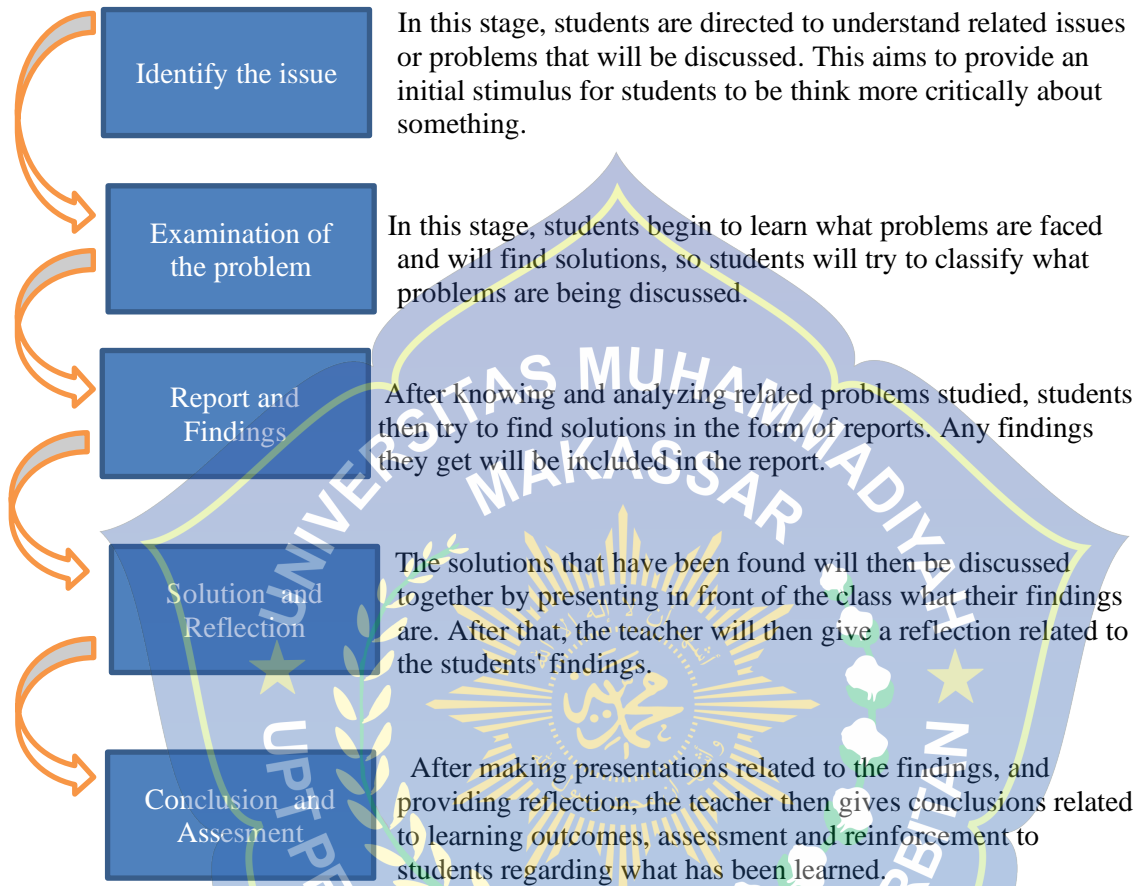 Identify the issue
In this stage, students are directed to understand related issues
or problems that will be discussed. This aims to provide an
initial stimulus for students to be think more critically about
something.
Examination of
the problem
In this stage, students begin to learn what problems are faced
and will find solutions, so students will try to classify what
problems are being discussed.
Report and
Findings
After knowing and analyzing related problems studied, students
then try to find solutions in the form of reports. Any findings
they get will be included in the report.
Solution and
Reflection
The solutions that have been found will then be discussed
together by presenting in front of the class what their findings
are. After that, the teacher will then give a reflection related to
the students' findings.
Conclusion and
Assesment
After making presentations related to the findings, and
providing reflection, the teacher then gives conclusions related
to learning outcomes, assessment and reinforcement to
students regarding what has been learned.
UNIVERSITAS MUHAMMADIYAH
MAKASSAR
UPT
محمد